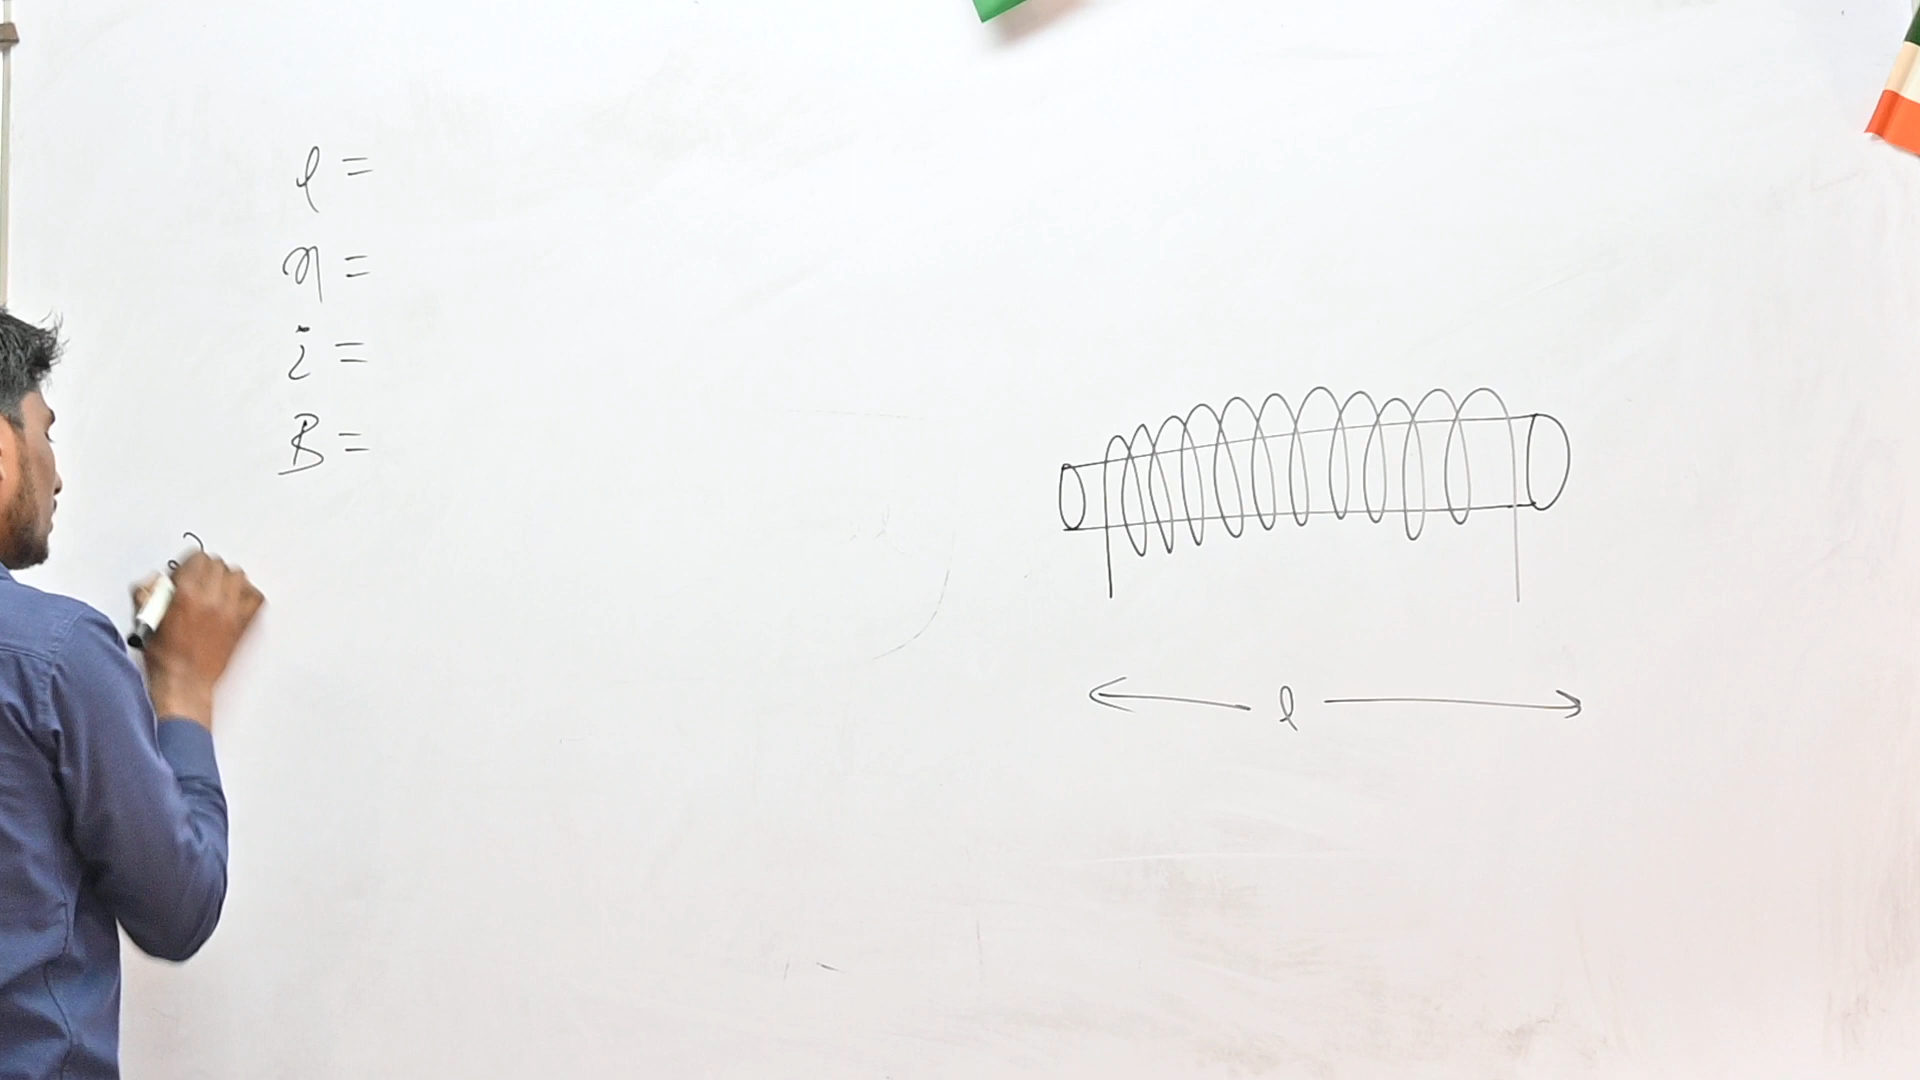 l =
n =
i =
B =
l